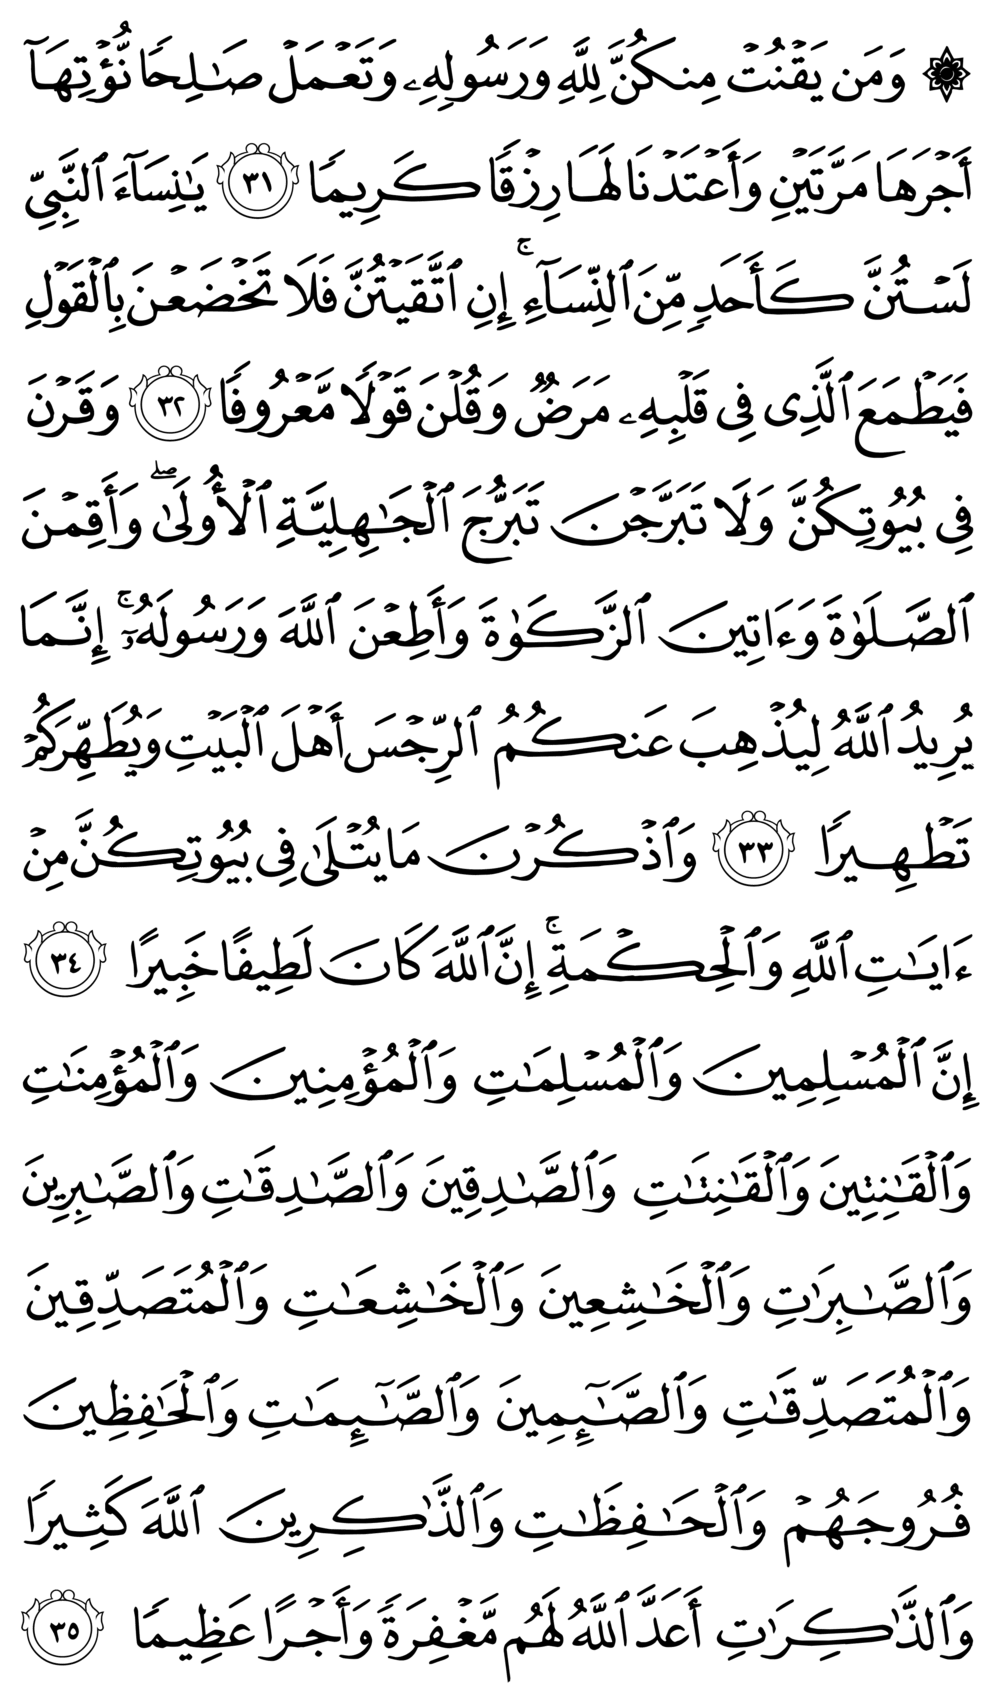 ۞ وَمَن يَقۡنُتۡ مِنكُنَّ لِلَّهِ وَرَسُولِهِۦ وَتَعۡمَلۡ صَٰلِحٗا نُّؤۡتِهَآ
أَجۡرَهَا مَرَّتَيۡنِ وَأَعۡتَدۡنَا لَهَا رِزۡقٗا كَرِيمٗا ٣١ يَٰنِسَآءَ ٱلنَّبِيِّ
لَسۡتُنَّ كَأَحَدٖ مِّنَ ٱلنِّسَآءِ ۚ إِنِ ٱتَّقَيۡتُنَّ فَلَا تَخۡضَعۡنَ بِٱلۡقَوۡلِ
فَيَطۡمَعَ ٱلَّذِي فِي قَلۡبِهِۦ مَرَضٞ وَقُلۡنَ قَوۡلٗا مَّعۡرُوفٗا ٣٢ وَقَرۡنَ
فِي بُيُوتِكُنَّ وَلَا تَبَرَّجۡنَ تَبَرُّجَ ٱلۡجَٰهِلِيَّةِ ٱلۡأُولَىٰۖ وَأَقِمۡنَ
ٱلصَّلَوٰةَ وَءَاتِينَ ٱلزَّكَوٰةَ وَأَطِعۡنَ ٱللَّهَ وَرَسُولَهُۥٓۚ إِنَّمَا
يُرِيدُ ٱللَّهُ لِيُذۡهِبَ عَنكُمُ ٱلرِّجۡسَ أَهۡلَ ٱلۡبَيۡتِ وَيُطَهِّرَكُمۡ
تَطۡهِيرٗا ٣٣ وَٱذۡكُرۡنَ مَا يُتۡلَىٰ فِي بُيُوتِكُنَّ مِنۡ
ءَايَٰتِ ٱللَّهِ وَٱلۡحِكۡمَةِۚ إِنَّ ٱللَّهَ كَانَ لَطِيفًا خَبِيرًا ٣٤
إِنَّ ٱلۡمُسۡلِمِينَ وَٱلۡمُسۡلِمَٰتِ وَٱلۡمُؤۡمِنِينَ وَٱلۡمُؤۡمِنَٰتِ
وَٱلۡقَٰنِتِينَ وَٱلۡقَٰنِتَٰتِ وَٱلصَّٰدِقِينَ وَٱلصَّٰدِقَٰتِ وَٱلصَّٰبِرِينَ
وَٱلصَّٰبِرَٰتِ وَٱلۡخَٰشِعِينَ وَٱلۡخَٰشِعَٰتِ وَٱلۡمُتَصَدِّقِينَ
وَٱلۡمُتَصَدِّقَٰتِ وَٱلصَّٰٓئِمِينَ وَٱلصَّٰٓئِمَٰتِ وَٱلۡحَٰفِظِينَ
فُرُوجَهُمۡ وَٱلۡحَٰفِظَٰتِ وَٱلذَّٰكِرِينَ ٱللَّهَ كَثِيرٗا
وَٱلذَّٰكِرَٰتِ أَعَدَّ ٱللَّهُ لَهُم مَّغۡفِرَةٗ وَأَجۡرًا عَظِيمٗا ٣٥